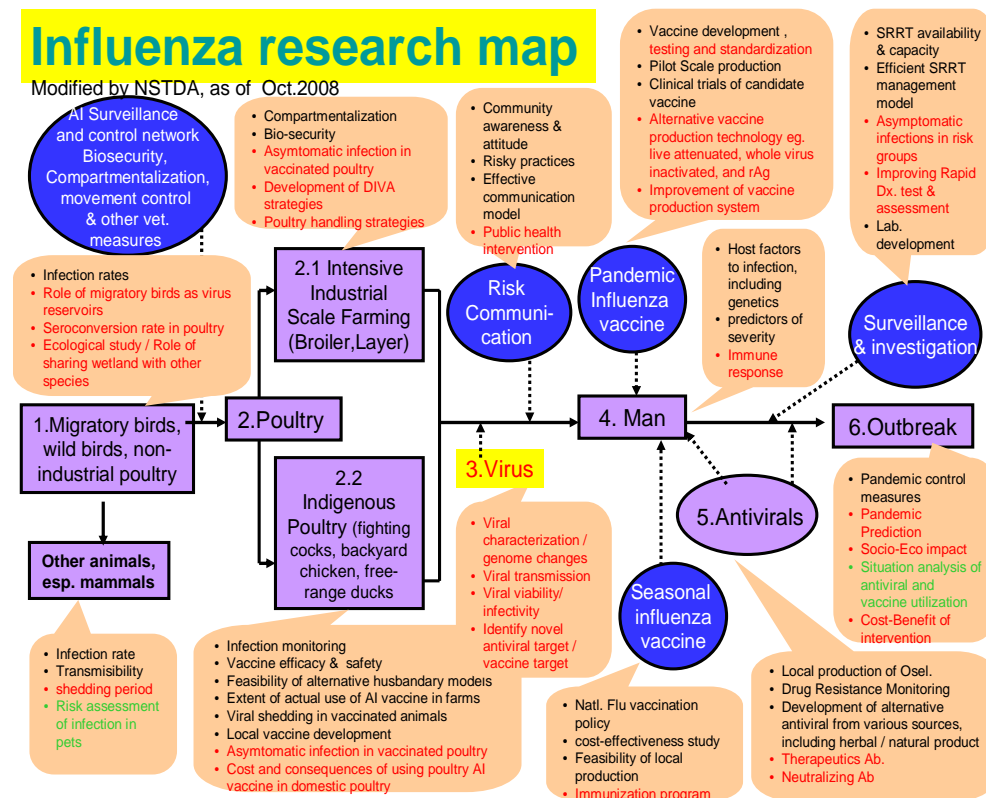 Influenza research map
Modified by NSTDA, as of Oct.2008
AI Surveillance
and control network
Biosecurity,
Compartmentalization,
movement control
& other vet.
measures
• Compartmentalization
• Bio-security
• Asymtomatic infection in
vaccinated poultry
• Development of DIVA
strategies
• Poultry handling strategies
• Community
awareness &
attitude
• Risky practices
• Effective
communication
model
• Public health
intervention
• Vaccine development ,
testing and standardization
• Pilot Scale production
• Clinical trials of candidate
vaccine
• Alternative vaccine
production technology eg.
live attenuated, whole virus
inactivated, and rAg
• Improvement of vaccine
production system
• SRRT availability
& capacity
• Efficient SRRT
management
model
• Asymptomatic
infections in risk
groups
• Improving Rapid
Dx. test &
assessment
• Lab.
development
• Infection rates
• Role of migratory birds as virus
reservoirs
• Seroconversion rate in poultry
• Ecological study / Role of
sharing wetland with other
species
2.1 Intensive
Industrial
Scale Farming
(Broiler,Layer)
Risk
Communi-
cation
Pandemic
Influenza
vaccine
• Host factors
to infection,
including
genetics
• predictors of
severity
• Immune
response
Surveillance
& investigation
1.Migratory birds,
wild birds, non-
industrial poultry
2.Poultry
3.Virus
4. Man
6.Outbreak
2.2
Indigenous
Poultry (fighting
cocks, backyard
chicken, free-
range ducks
5.Antivirals
Other animals,
esp. mammals
• Viral
characterization /
genome changes
• Viral transmission
• Viral viability/
infectivity
• Identify novel
antiviral target /
vaccine target
Seasonal
influenza
vaccine
• Pandemic control
measures
• Pandemic
Prediction
• Socio-Eco impact
• Situation analysis of
antiviral and
vaccine utilization
• Cost-Benefit of
intervention
• Infection rate
• Transmisibility
• shedding period
• Risk assessment
of infection in
pets
• Infection monitoring
• Vaccine efficacy & safety
• Feasibility of alternative husbandary models
• Extent of actual use of AI vaccine in farms
• Viral shedding in vaccinated animals
• Local vaccine development
• Asymtomatic infection in vaccinated poultry
• Cost and consequences of using poultry AI
vaccine in domestic poultry
• Natl. Flu vaccination
policy
• cost-effectiveness study
• Feasibility of local
production
• Immunization program
• Local production of Osel.
• Drug Resistance Monitoring
• Development of alternative
antiviral from various sources,
including herbal / natural product
• Therapeutics Ab.
• Neutralizing Ab